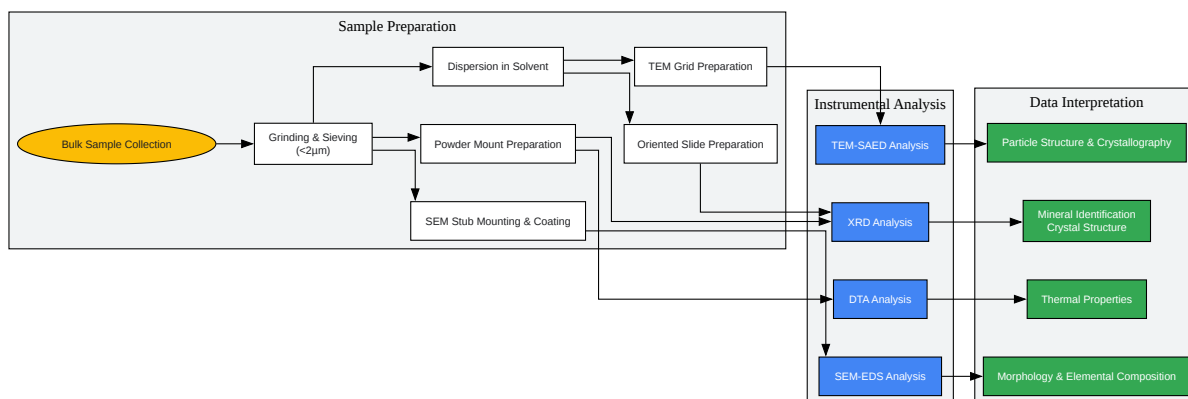 Sample Preparation
Dispersion in Solvent
TEM Grid Preparation
Bulk Sample Collection
Grinding & Sieving
(<2µm)
Powder Mount Preparation
Oriented Slide Preparation
SEM Stub Mounting & Coating
Instrumental Analysis
TEM-SAED Analysis
XRD Analysis
DTA Analysis
SEM-EDS Analysis
Data Interpretation
Particle Structure & Crystallography
Mineral Identification
Crystal Structure
Thermal Properties
Morphology & Elemental Composition